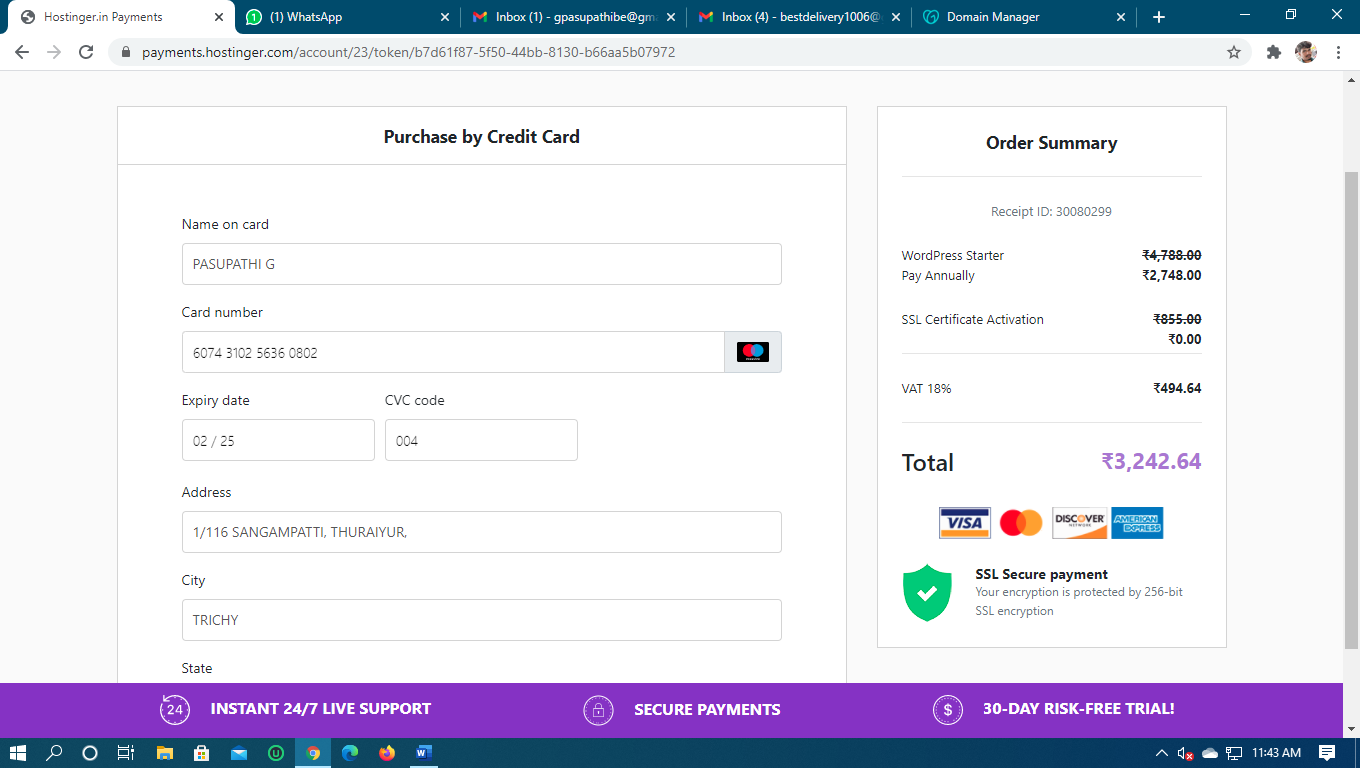 Hostinger.in Payments
(1) WhatsApp
Inbox (1) - gpasupathibe@gm
Inbox (4) - bestdelivery1006@
Domain Manager
payments.hostinger.com/account/23/token/[redacted]
Purchase by Credit Card
Name on card
PASUPATHI G
Card number
[redacted]
Expiry date
CVC code
[redacted]
[redacted]
Address
1/116 SANGAMPATTI, THURAIYUR,
City
TRICHY
State
Order Summary
Receipt ID: 30080299
WordPress Starter ₹4,788.00
Pay Annually ₹2,748.00
SSL Certificate Activation ₹855.00
₹0.00
VAT 18% ₹494.64
Total ₹3,242.64
VISA
DISCOVER
NETWORK
AMERICAN
EXPRESS
SSL Secure payment
Your encryption is protected by 256-bit
SSL encryption
24 INSTANT 24/7 LIVE SUPPORT
SECURE PAYMENTS
$ 30-DAY RISK-FREE TRIAL!
11:43 AM